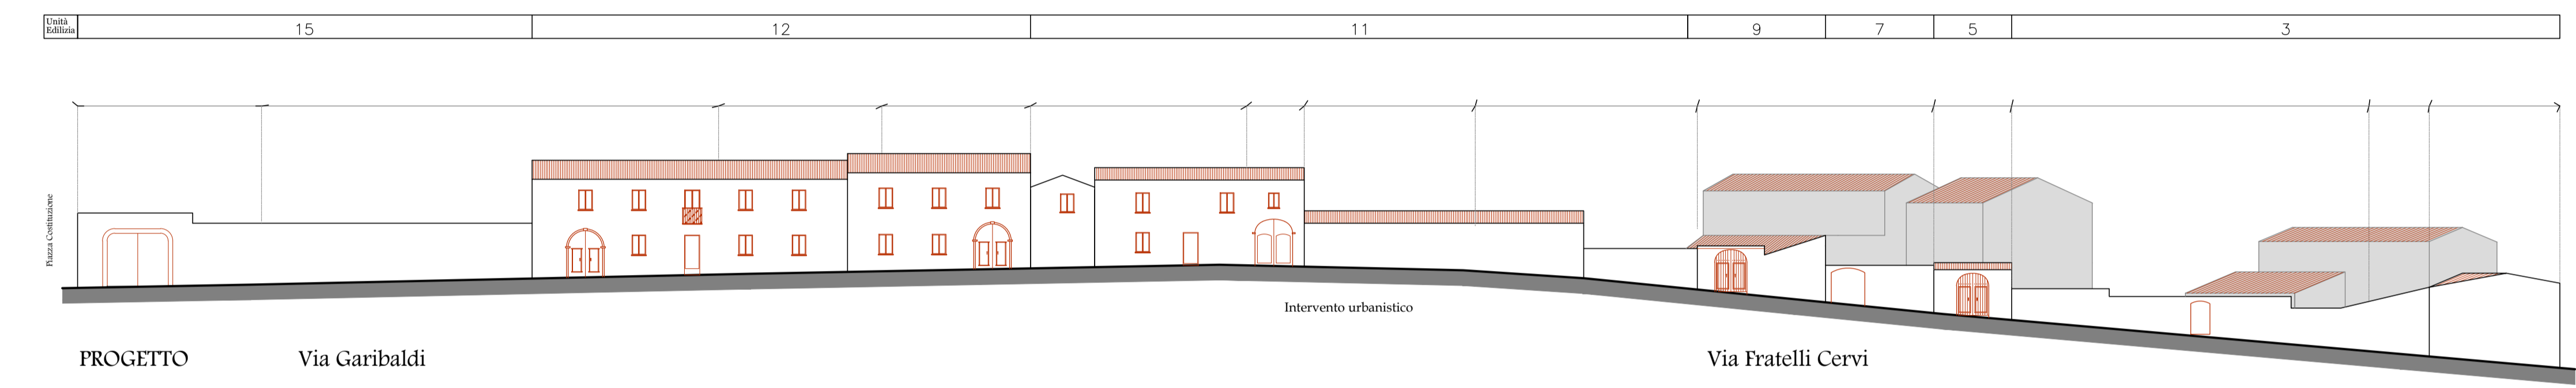 Unità
Edilizia
15 12 11 9 7 5 3
Piazza Costituzione
Intervento urbanistico
PROGETTO Via Garibaldi Via Fratelli Cervi